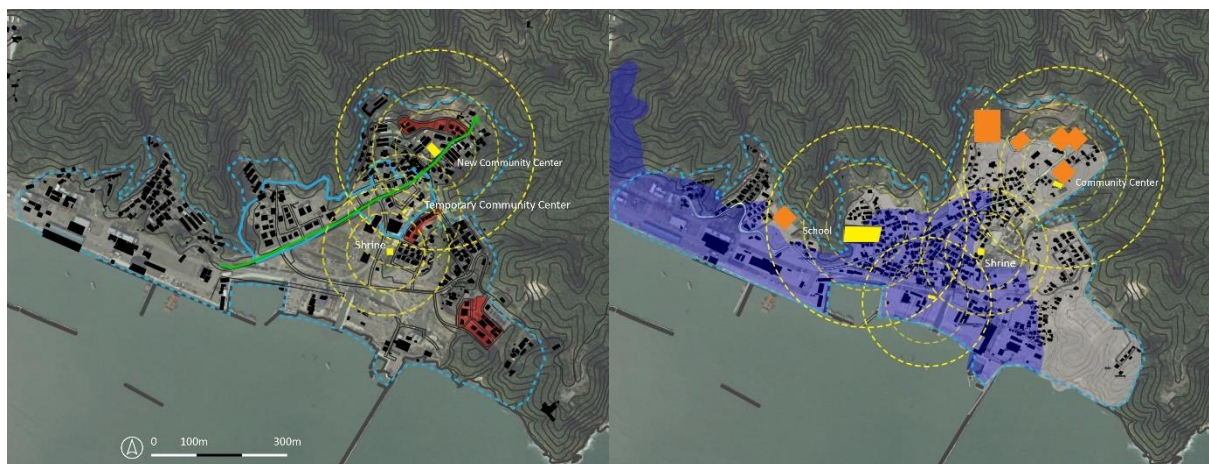 New Community Center
Temporary Community Center
Shrine
0 100m 300m
Community Center
School
Shrine